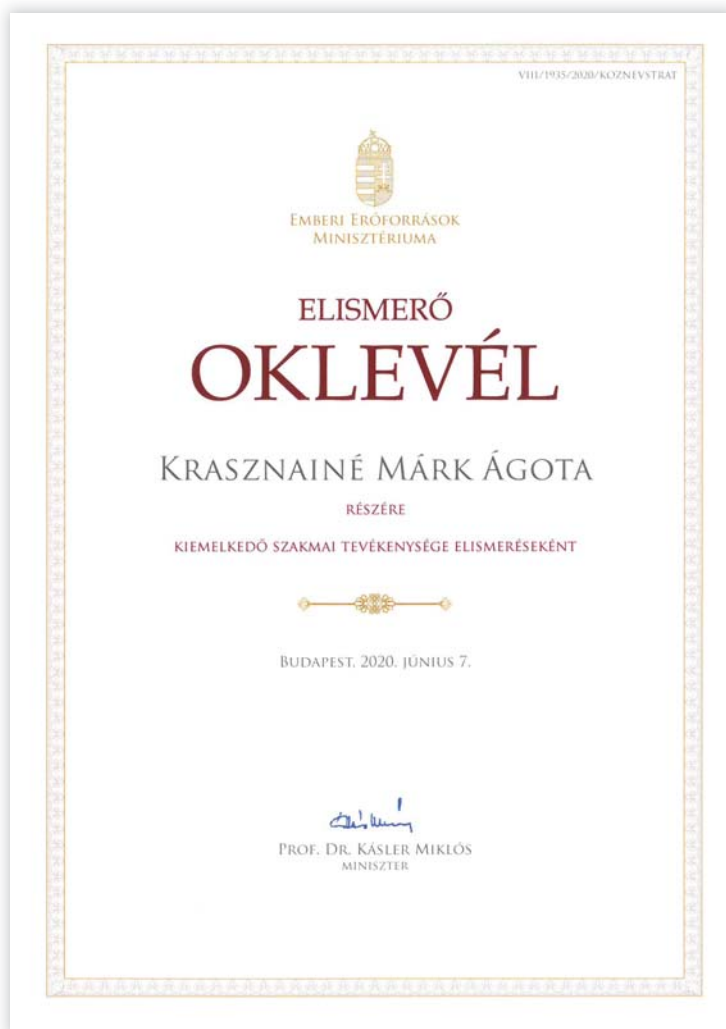 VIII/1935/2020/KOZNEVSTRAT
EMBERI ERŐFORRÁSOK
MINISZTÉRIUMA
ELISMERŐ
OKLEVÉL
KRASZNAINÉ MÁRK ÁGOTA
RÉSZÉRE
KIEMELKEDŐ SZAKMAI TEVÉKENYSÉGE ELISMERÉSEKÉNT
BUDAPEST, 2020. JÚNIUS 7.
PROF. DR. KÁSLER MIKLÓS
MINISZTER